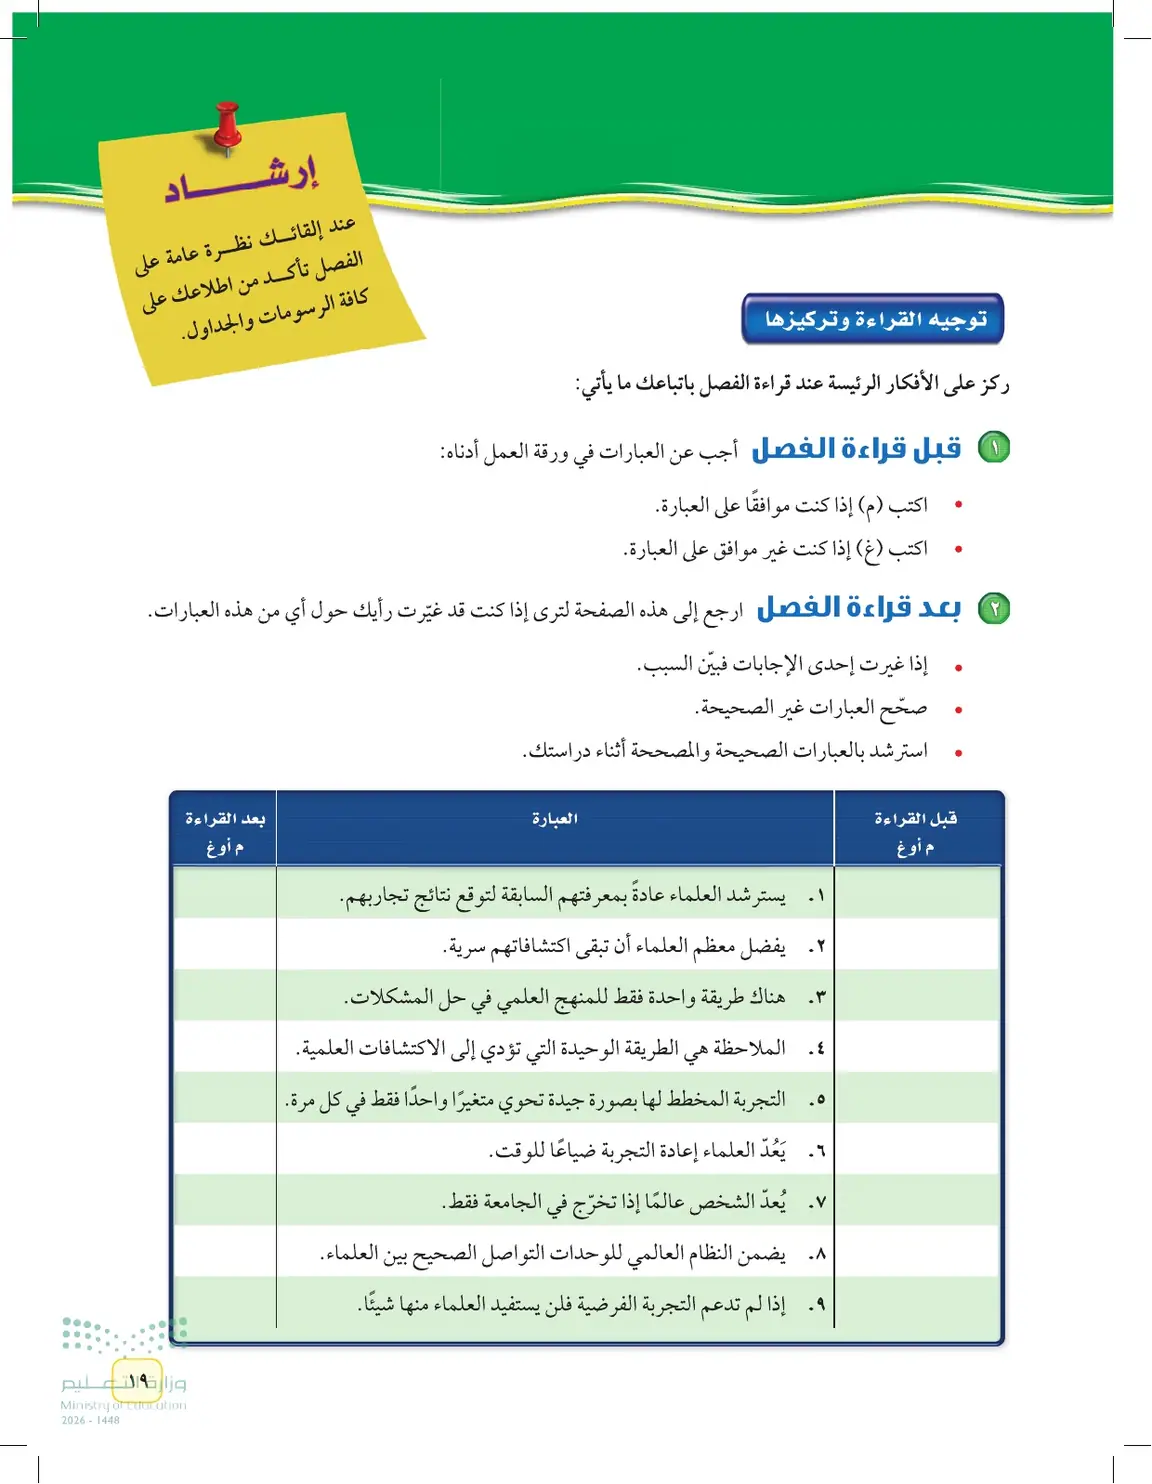 إرشــــــاد
عند إلقائــك نظــرة عامة على
الفصل تأكــد من اطلاعك على
كافة الرسومات والجداول.
توجيه القراءة وتركيزها
ركز على الأفكار الرئيسة عند قراءة الفصل باتباعك ما يأتي:
١ قبل قراءة الفصل أجب عن العبارات في ورقة العمل أدناه:
• اكتب (م) إذا كنت موافقًا على العبارة.
• اكتب (غ) إذا كنت غير موافق على العبارة.
٢ بعد قراءة الفصل ارجع إلى هذه الصفحة لترى إذا كنت قد غيّرت رأيك حول أي من هذه العبارات.
• إذا غيرت إحدى الإجابات فبيّن السبب.
• صحّح العبارات غير الصحيحة.
• استرشد بالعبارات الصحيحة والمصححة أثناء دراستك.
قبل القراءة العبارة بعد القراءة
م أو غ م أو غ
١. يسترشد العلماء عادةً بمعرفتهم السابقة لتوقع نتائج تجاربهم.
٢. يفضل معظم العلماء أن تبقى اكتشافاتهم سرية.
٣. هناك طريقة واحدة فقط للمنهج العلمي في حل المشكلات.
٤. الملاحظة هي الطريقة الوحيدة التي تؤدي إلى الاكتشافات العلمية.
٥. التجربة المخطط لها بصورة جيدة تحوي متغيرًا واحدًا فقط في كل مرة.
٦. يَعُدّ العلماء إعادة التجربة ضياعًا للوقت.
٧. يُعدّ الشخص عالمًا إذا تخرّج في الجامعة فقط.
٨. يضمن النظام العالمي للوحدات التواصل الصحيح بين العلماء.
٩. إذا لم تدعم التجربة الفرضية فلن يستفيد العلماء منها شيئًا.
وزارة التعـــليم
١٩
Ministry of Education
2026 - 1448